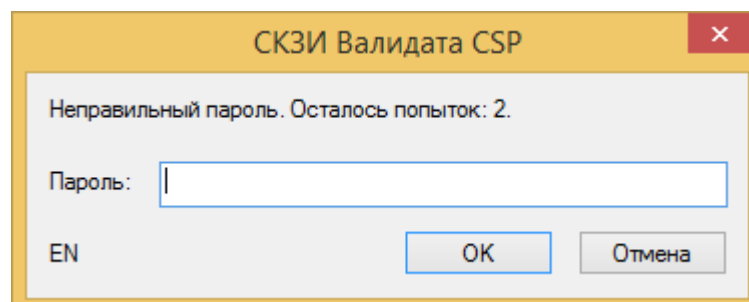 СКЗИ Валидата CSP
Неправильный пароль. Осталось попыток: 2.
Пароль:
EN
OK
Отмена